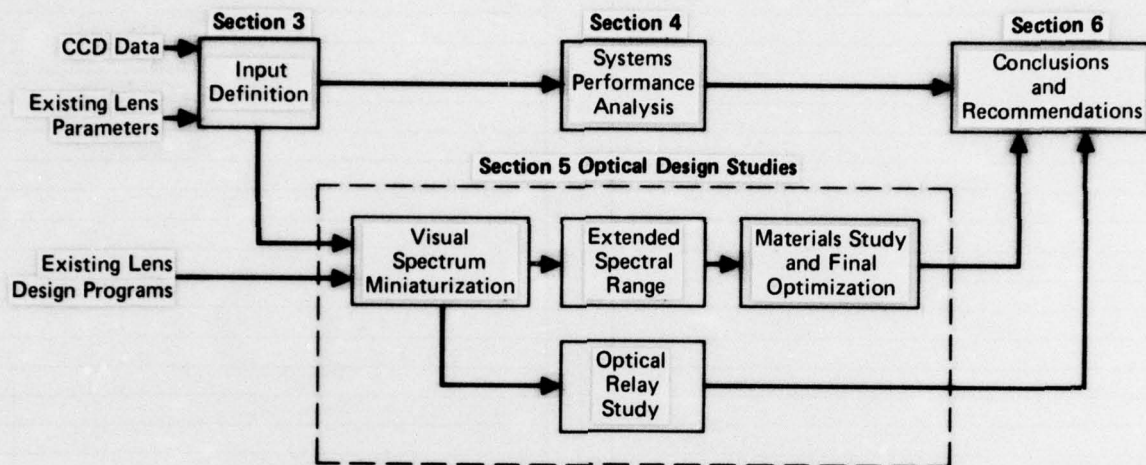 Section 3
Section 4
Section 6
CCD Data
Existing Lens
Parameters
Input
Definition
Systems
Performance
Analysis
Conclusions
and
Recommendations
Section 5 Optical Design Studies
Existing Lens
Design Programs
Visual
Spectrum
Miniaturization
Extended
Spectral
Range
Materials Study
and Final
Optimization
Optical
Relay
Study